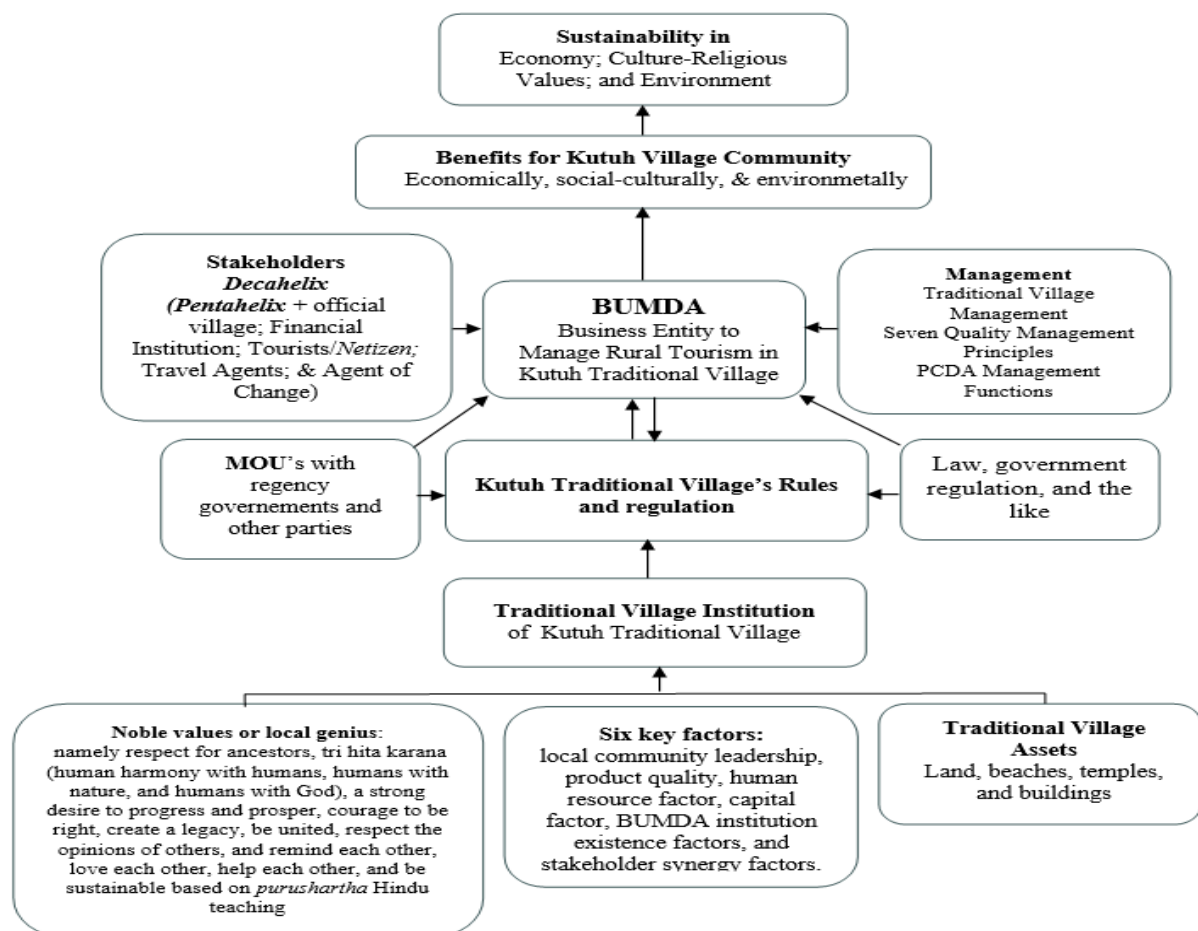 Sustainability in
Economy; Culture-Religious
Values; and Environment
Benefits for Kutuh Village Community
Economically, social-culturally, & environmetally
Stakeholders
Decahelix
(Pentahelix + official
village; Financial
Institution; Tourists/Netizen;
Travel Agents; & Agent of
Change)
BUMDA
Business Entity to
Manage Rural Tourism in
Kutuh Traditional Village
Management
Traditional Village
Management
Seven Quality Management
Principles
PCDA Management
Functions
MOU's with
regency
governements and
other parties
Kutuh Traditional Village's Rules
and regulation
Law, government
regulation, and the
like
Traditional Village Institution
of Kutuh Traditional Village
Noble values or local genius:
namely respect for ancestors, tri hita karana
(human harmony with humans, humans with
nature, and humans with God), a strong
desire to progress and prosper, courage to be
right, create a legacy, be united, respect the
opinions of others, and remind each other,
love each other, help each other, and be
sustainable based on purushartha Hindu
teaching
Six key factors:
local community leadership,
product quality, human
resource factor, capital
factor, BUMDA institution
existence factors, and
stakeholder synergy factors.
Traditional Village
Assets
Land, beaches, temples,
and buildings